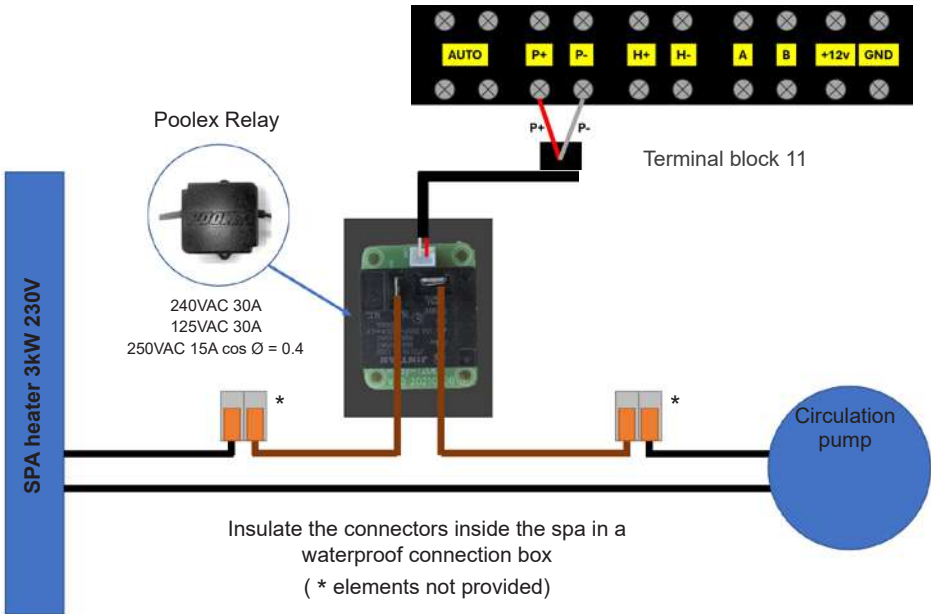 AUTO P+ P- H+ H- A B +12v GND
P+ P-
Terminal block 11
Poolex Relay
POOLEX
240VAC 30A
125VAC 30A
250VAC 15A cos Ø = 0.4
SPA heater 3kW 230V
*
*
Circulation
pump
Insulate the connectors inside the spa in a
waterproof connection box
( * elements not provided)